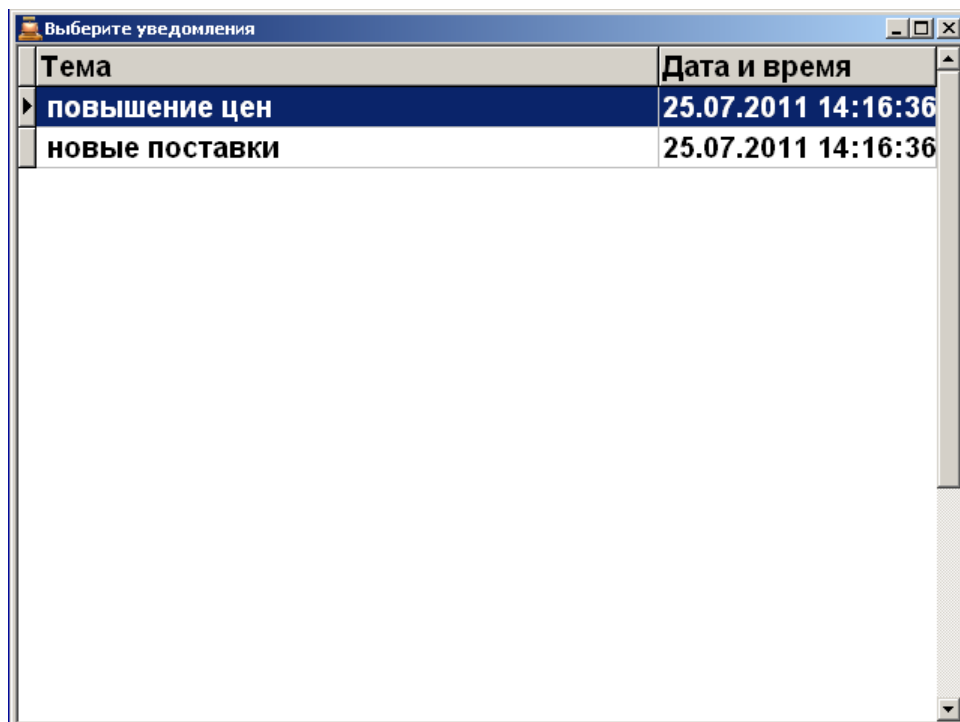 Выберите уведомления
Тема Дата и время
повышение цен 25.07.2011 14:16:36
новые поставки 25.07.2011 14:16:36